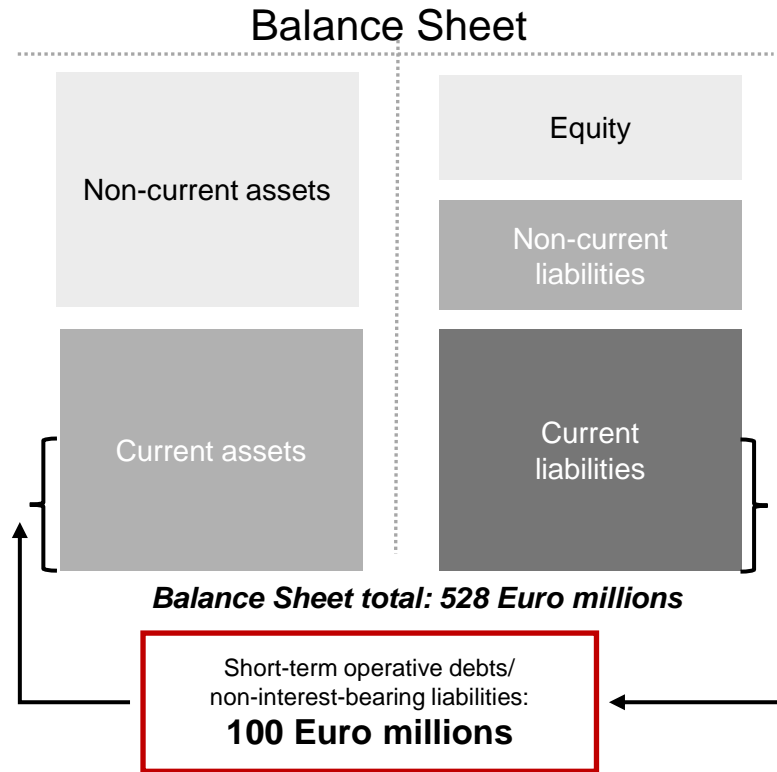 Balance Sheet
Non-current assets
Equity
Non-current
liabilities
Current assets
Current
liabilities
Balance Sheet total: 528 Euro millions
Short-term operative debts/
non-interest-bearing liabilities:
100 Euro millions